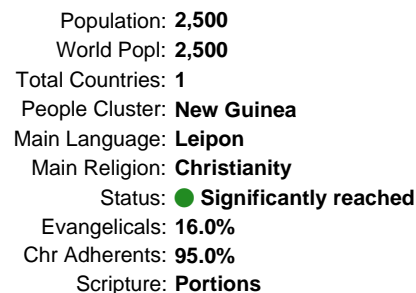 Population: 2,500
World Popl: 2,500
Total Countries: 1
People Cluster: New Guinea
Main Language: Leipon
Main Religion: Christianity
Status: Significantly reached
Evangelicals: 16.0%
Chr Adherents: 95.0%
Scripture: Portions